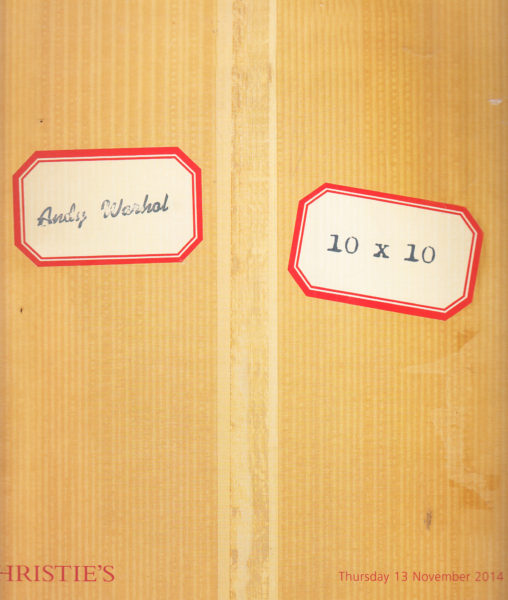 Andy Warhol
10 x 10
HRISTIE'S
Thursday 13 November 2014